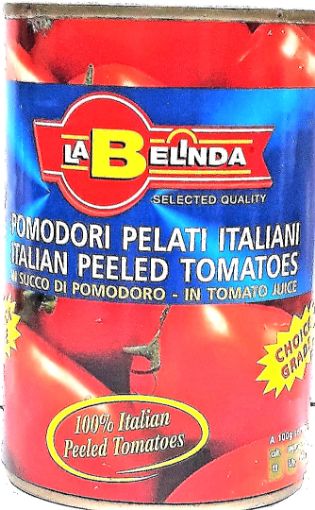 LA BELINDA
SELECTED QUALITY
POMODORI PELATI ITALIANI
ITALIAN PEELED TOMATOES
IN SUCCO DI POMODORO - IN TOMATO JUICE
CHOICE
GRADE
100% Italian
Peeled Tomatoes
A 100g